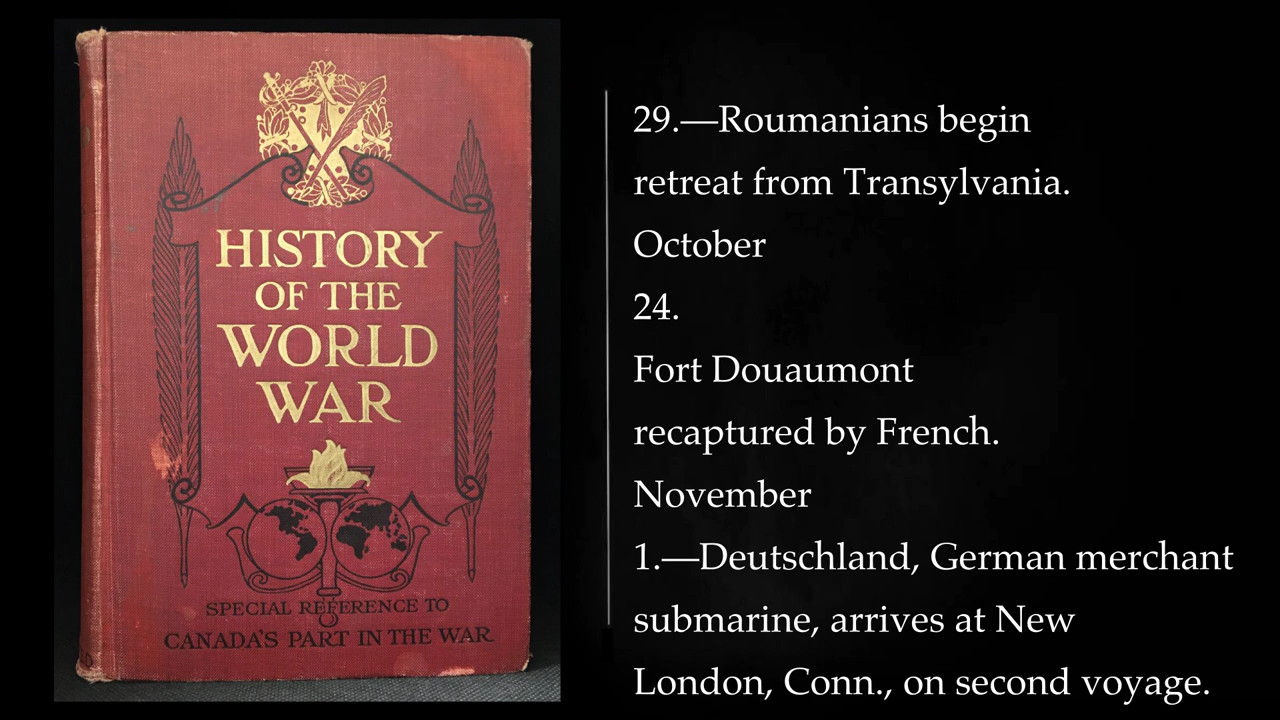 HISTORY
OF THE
WORLD
WAR
SPECIAL REFERENCE TO
CANADA'S PART IN THE WAR
29.—Roumanians begin
retreat from Transylvania.
October
24.
Fort Douaumont
recaptured by French.
November
1.—Deutschland, German merchant
submarine, arrives at New
London, Conn., on second voyage.